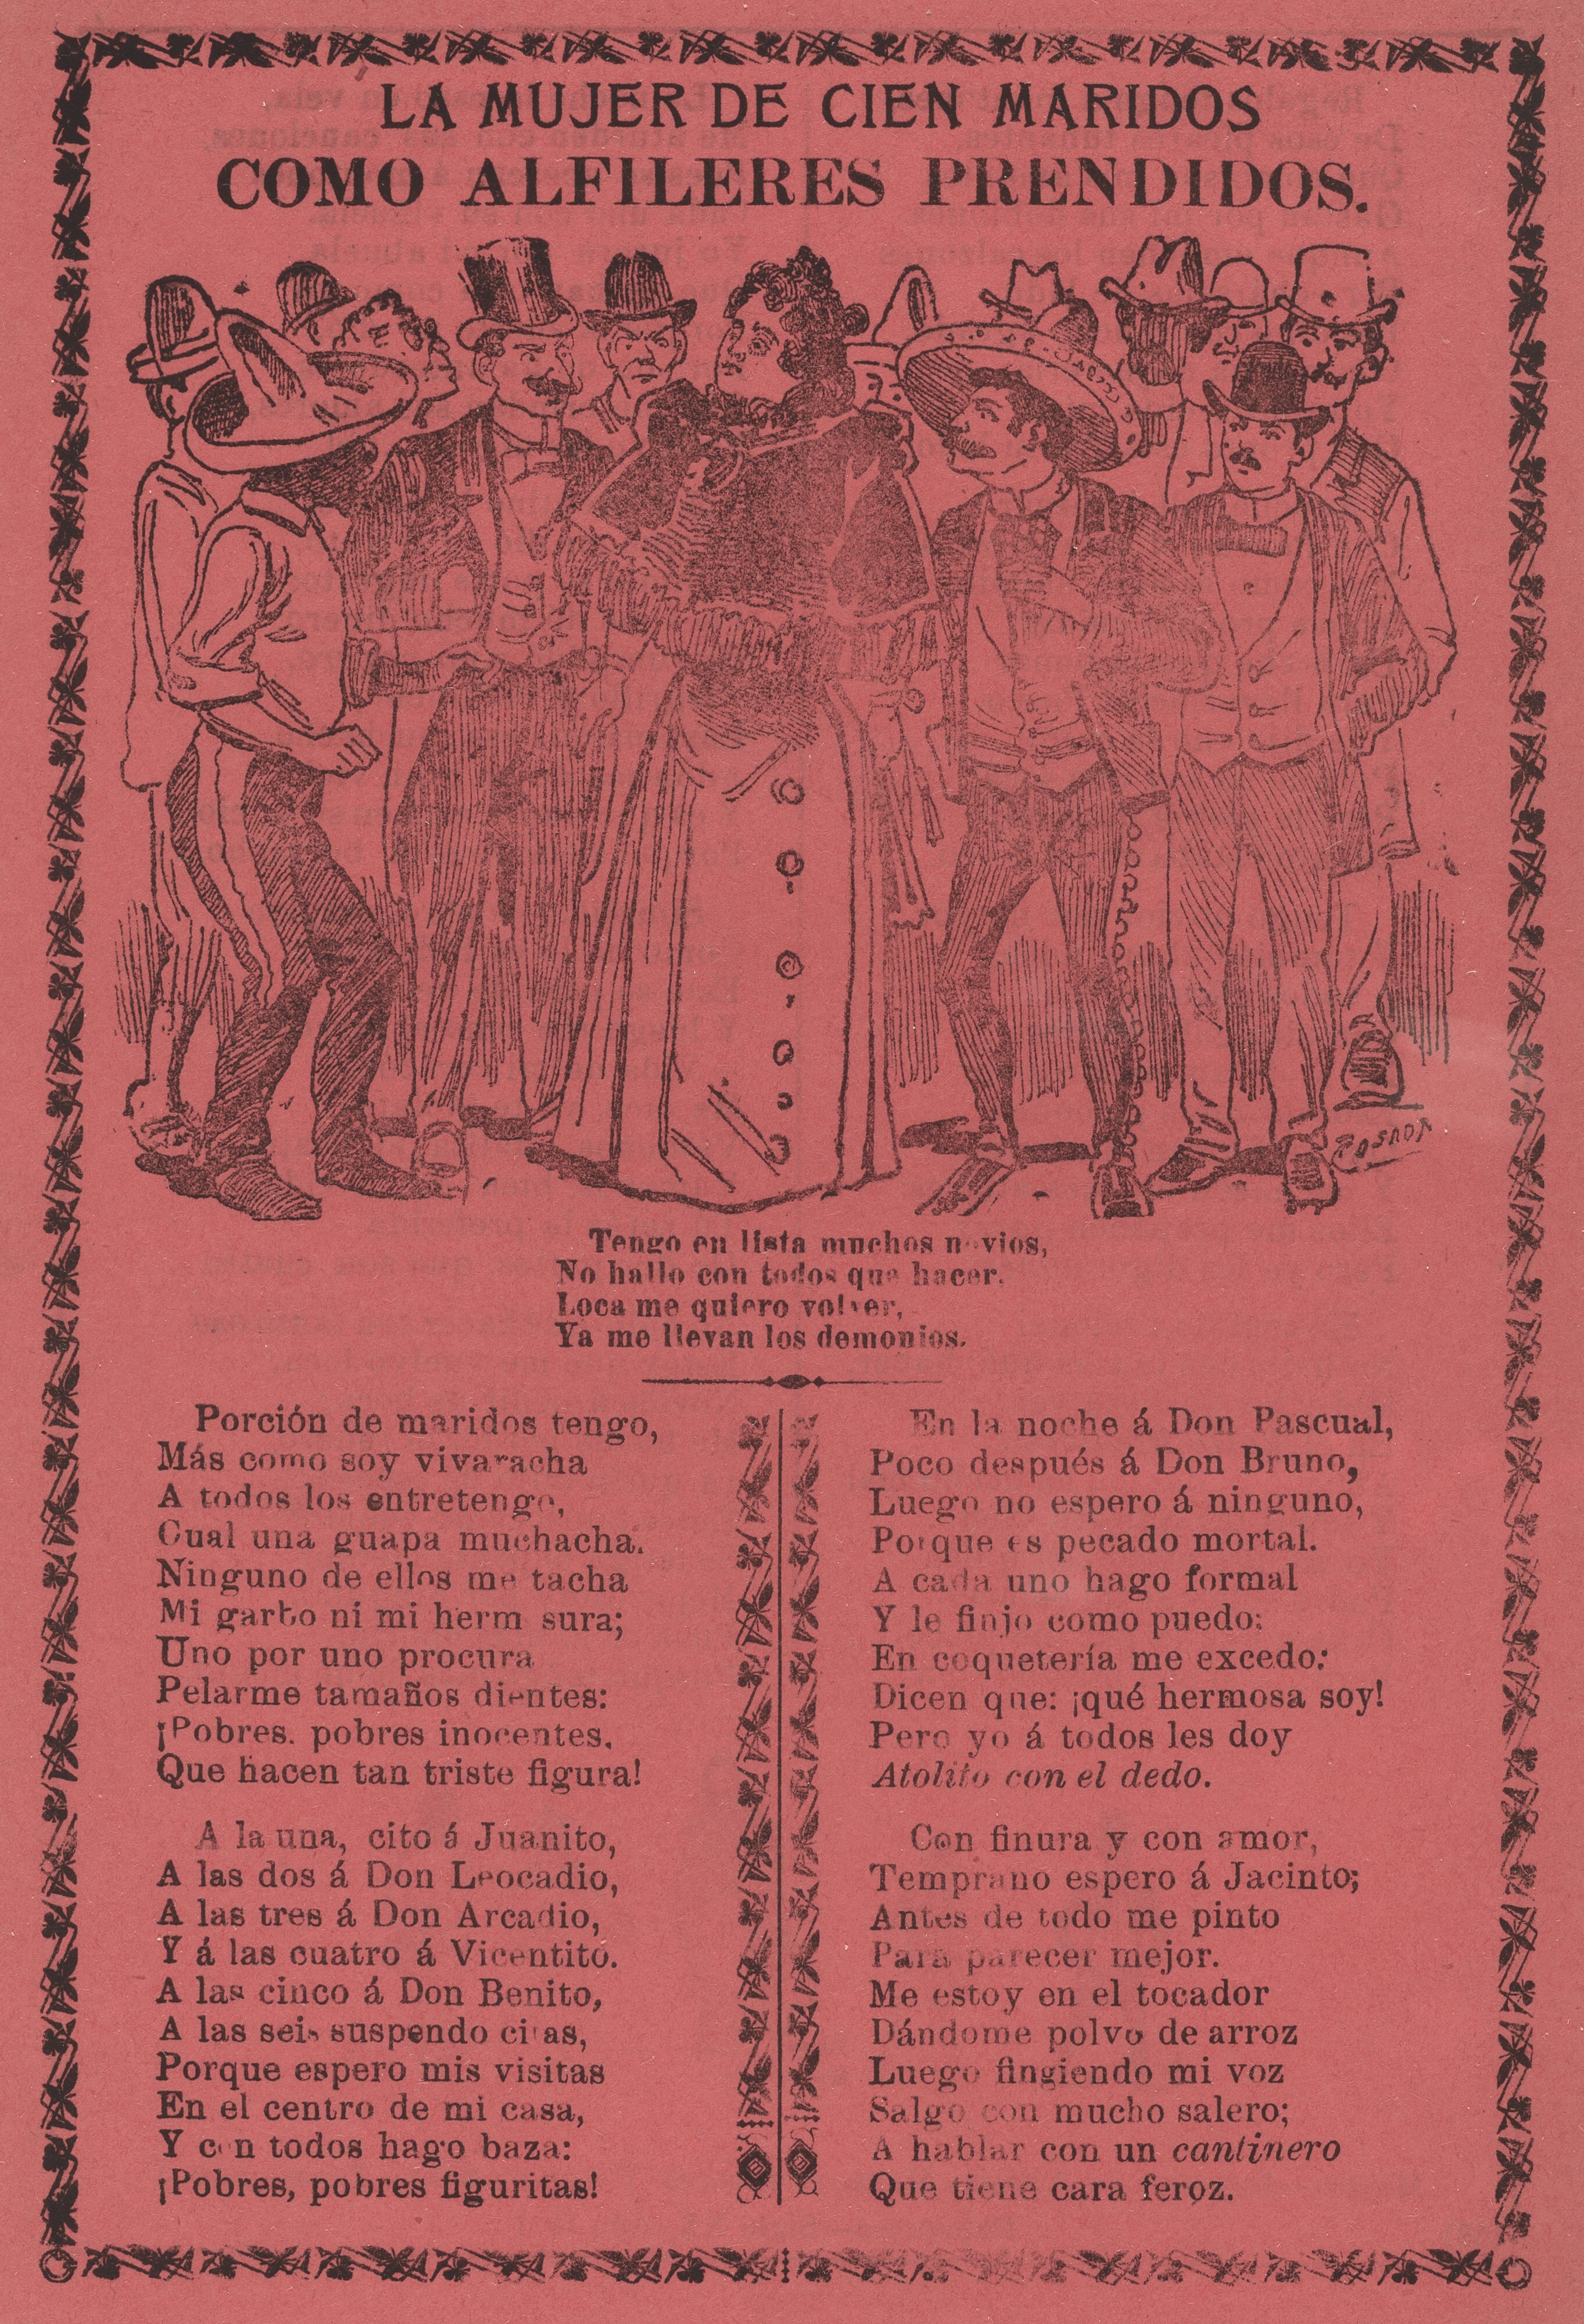 LA MUJER DE CIEN MARIDOS
COMO ALFILERES PRENDIDOS.
POSADA
Tengo en lista muchos novios,
No hallo con todos que hacer.
Loca me quiero volver,
Ya me llevan los demonios.
Porción de maridos tengo,
Más como soy vivaracha
A todos los entretengo,
Cual una guapa muchacha.
Ninguno de ellos me tacha
Mi garbo ni mi hermosura;
Uno por uno procura
Pelarme tamaños dientes:
¡Pobres, pobres inocentes,
Que hacen tan triste figura!
A la una, cito á Juanito,
A las dos á Don Leocadio,
A las tres á Don Arcadio,
Y á las cuatro á Vicentito.
A las cinco á Don Benito,
A las seis suspendo citas,
Porque espero mis visitas
En el centro de mi casa,
Y con todos hago baza:
¡Pobres, pobres figuritas!
En la noche á Don Pascual,
Poco después á Don Bruno,
Luego no espero á ninguno,
Porque es pecado mortal.
A cada uno hago formal
Y le finjo como puedo:
En coquetería me excedo:
Dicen que: ¡qué hermosa soy!
Pero yo á todos les doy
Atolito con el dedo.
Con finura y con amor,
Temprano espero á Jacinto;
Antes de todo me pinto
Para parecer mejor.
Me estoy en el tocador
Dándome polvo de arroz
Luego fingiendo mi voz
Salgo con mucho salero;
A hablar con un cantinero
Que tiene cara feroz.